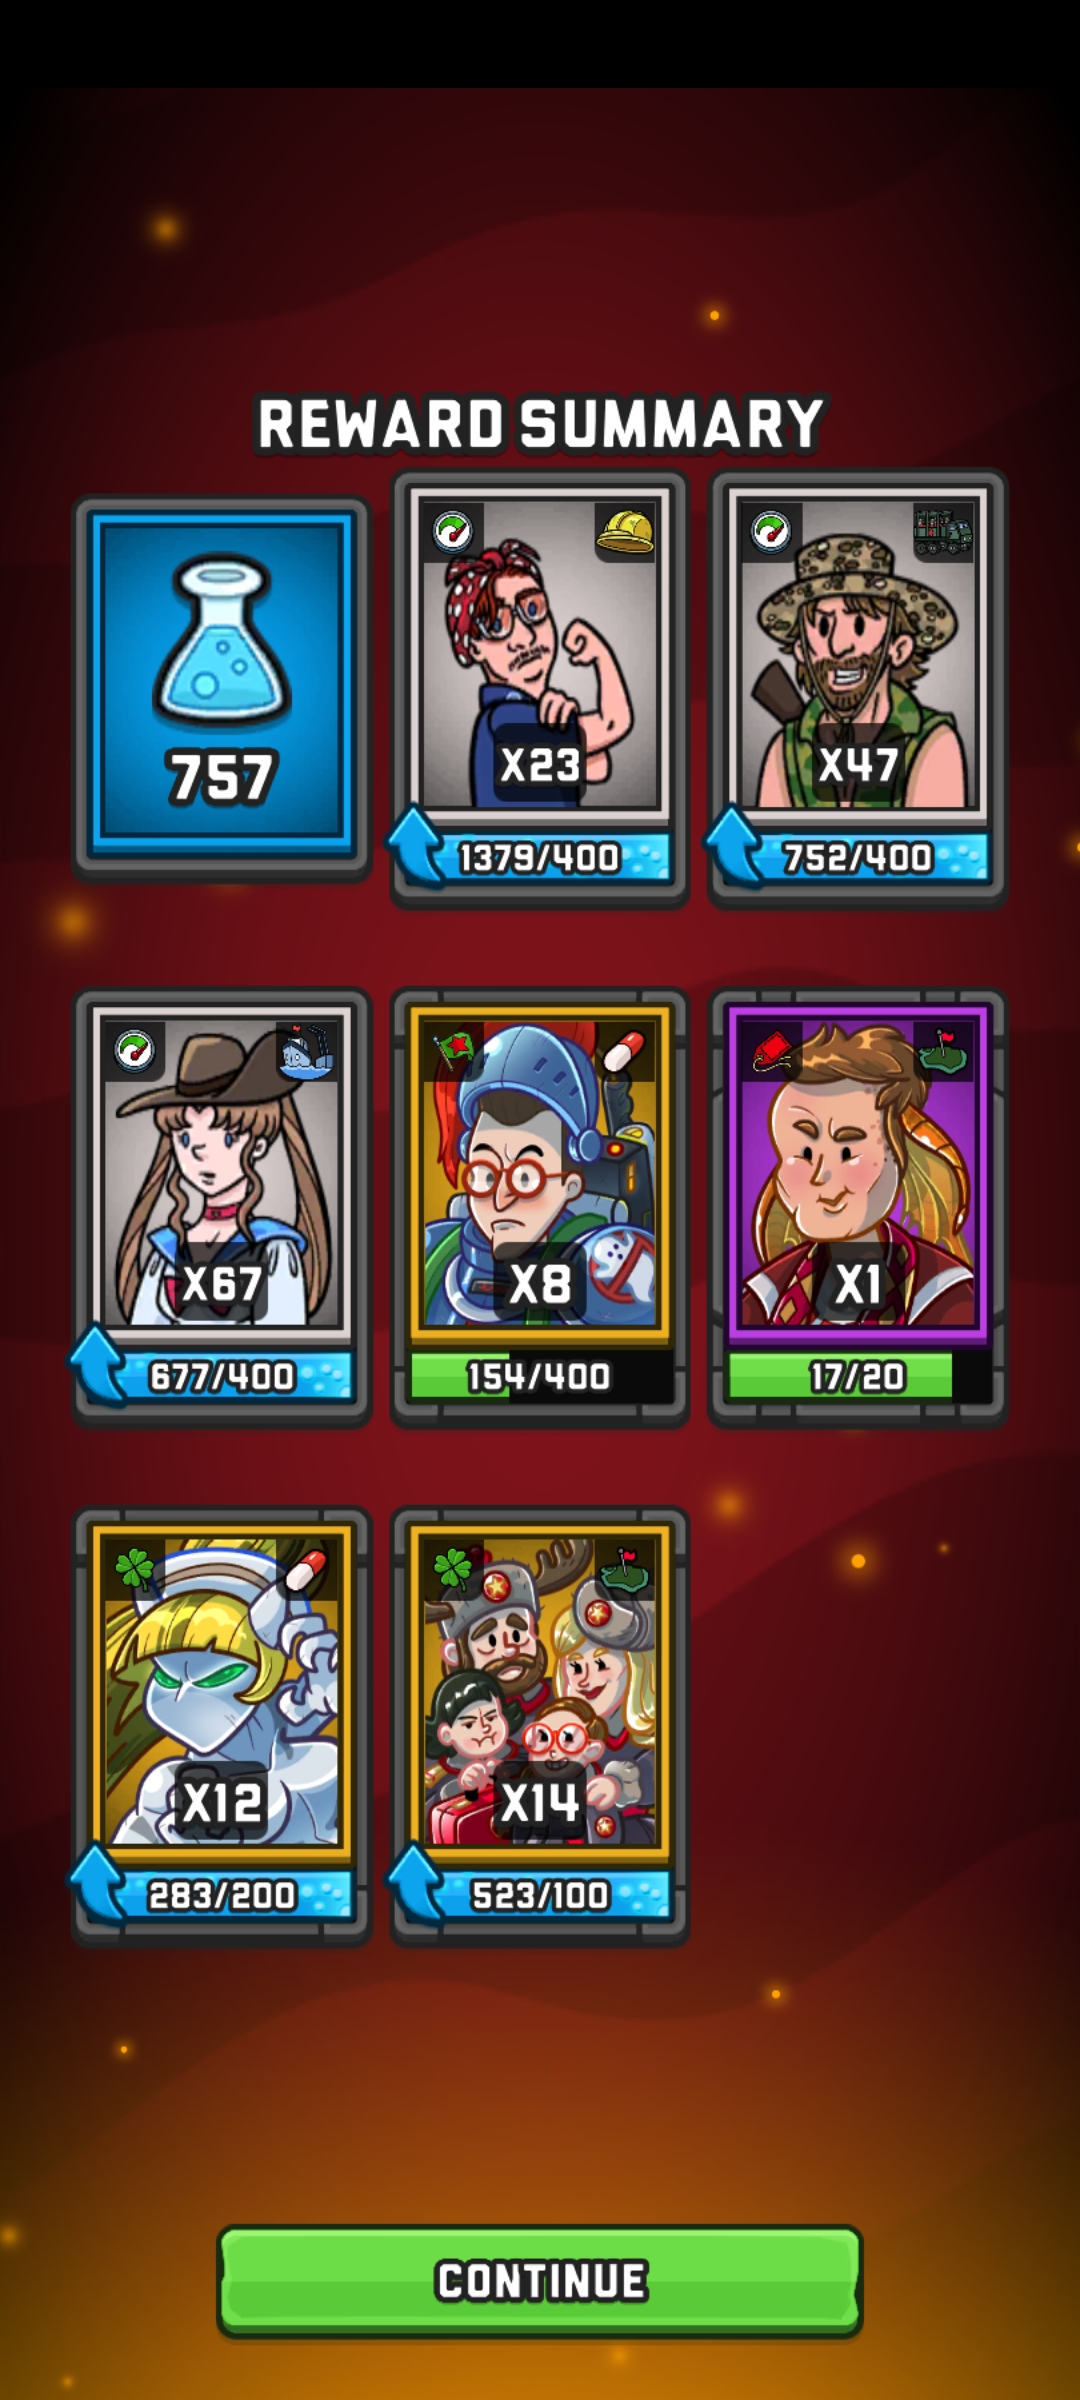 REWARD SUMMARY
757
X23
1379/400
X47
752/400
X67
677/400
X8
154/400
X1
17/20
X12
283/200
X14
523/100
CONTINUE